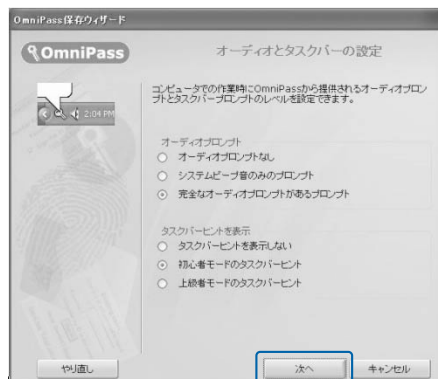 OmniPass保存ウィザード
OmniPass
オーディオとタスクバーの設定
2:04 PM
コンピュータでの作業時にOmniPassから提供されるオーディオプロン
プトとタスクバープロンプトのレベルを設定できます。
オーディオプロンプト
オーディオプロンプトなし
システムビープ音のみのプロンプト
完全なオーディオプロンプトがあるプロンプト
タスクバーヒントを表示
タスクバーヒントを表示しない
初心者モードのタスクバーヒント
上級者モードのタスクバーヒント
やり直し
次へ
キャンセル